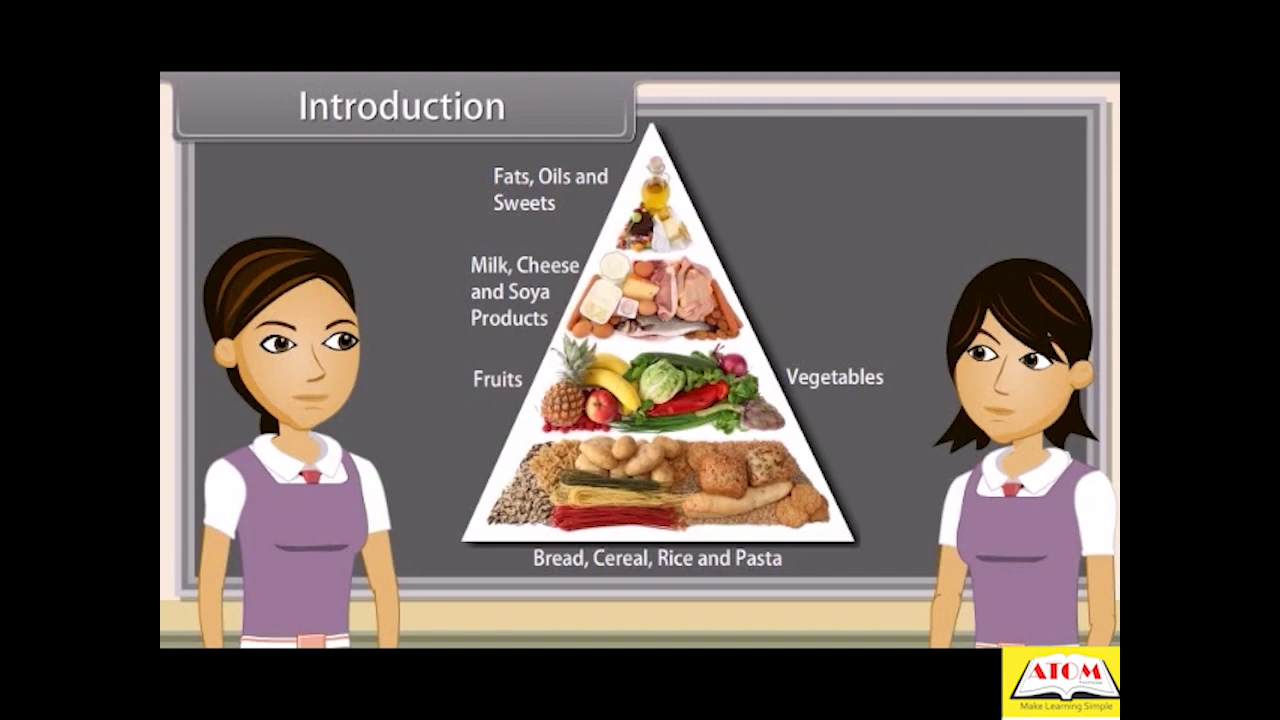 Introduction
Fats, Oils and
Sweets
Milk, Cheese
and Soya
Products
Fruits
Vegetables
Bread, Cereal, Rice and Pasta
ATOM
Make Learning Simple